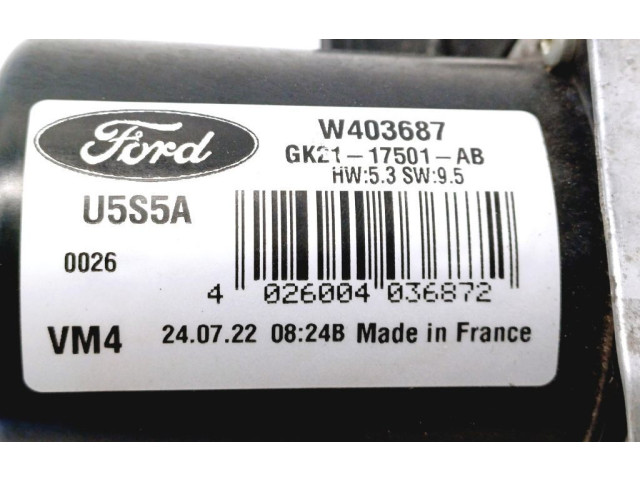 Ford
W403687
GK21-17501-AB
HW:5.3 SW:9.5
U5S5A
0026
4 026004 036872
VM4 24.07.22 08:24B Made in France